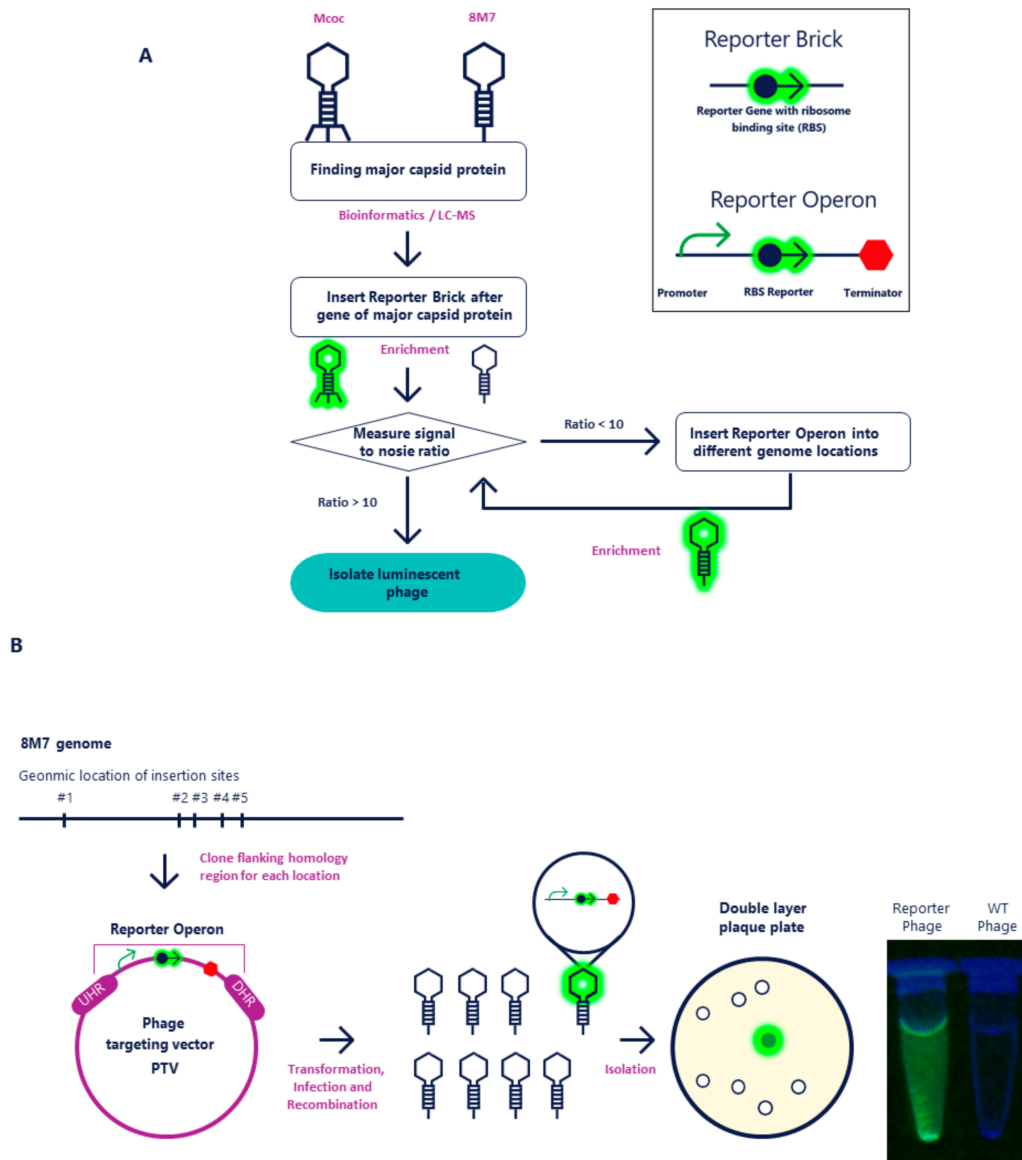 A
Mcoc
8M7
Finding major capsid protein
Bioinformatics / LC-MS
Insert Reporter Brick after
gene of major capsid protein
Enrichment
Measure signal
to nosie ratio
Ratio < 10
Insert Reporter Operon into
different genome locations
Ratio > 10
Enrichment
Isolate luminescent
phage
Reporter Brick
Reporter Gene with ribosome
binding site (RBS)
Reporter Operon
Promoter
RBS Reporter
Terminator
B
8M7 genome
Geonmic location of insertion sites
#1
#2
#3
#4
#5
Clone flanking homology
region for each location
Reporter Operon
UHR
DHR
Phage
targeting vector
PTV
Transformation,
Infection and
Recombination
Isolation
Double layer
plaque plate
Reporter
Phage
WT
Phage